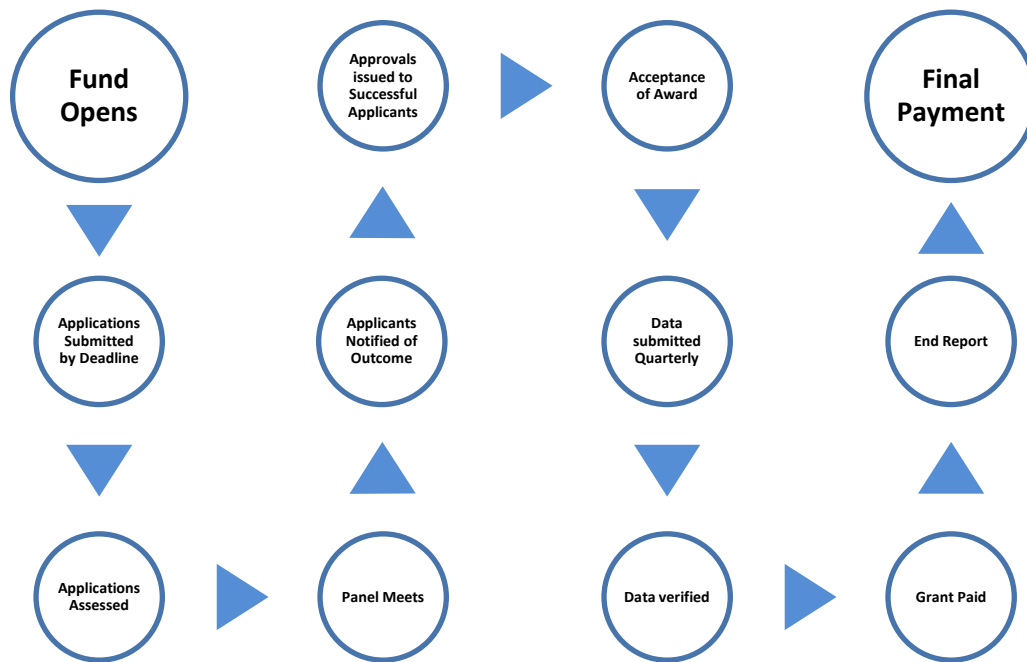 Fund
Opens
Applications
Submitted
by Deadline
Applications
Assessed
Panel Meets
Applicants
Notified of
Outcome
Approvals
issued to
Successful
Applicants
Acceptance
of Award
Data
submitted
Quarterly
Data verified
Grant Paid
End Report
Final
Payment